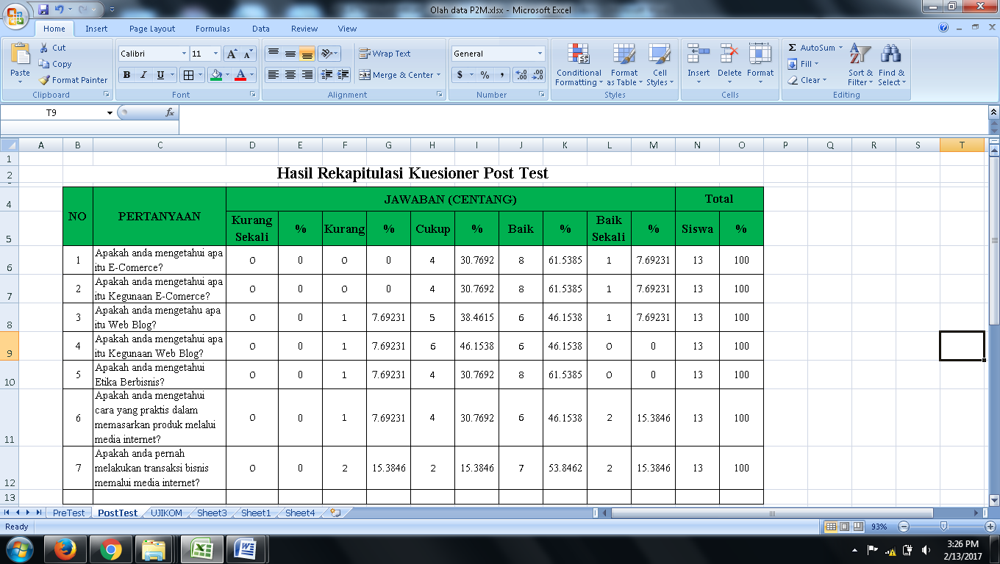 Olah data P2M.xlsx - Microsoft Excel
Home Insert Page Layout Formulas Data Review View
Paste
Cut
Copy
Format Painter
Clipboard
Calibri 11
B I U
Font
Wrap Text
Merge & Center
Alignment
General
$ % ,
Number
Conditional Formatting
Format as Table
Cell Styles
Styles
Insert Delete Format
Cells
Σ AutoSum
Fill
Clear
Sort & Filter
Find & Select
Editing
T9 fx
A B C D E F G H I J K L M N O P Q R S T
1
2 Hasil Rekapitulasi Kuesioner Post Test
4 NO PERTANYAAN JAWABAN (CENTANG) Total
5 Kurang Sekali % Kurang % Cukup % Baik % Baik Sekali % Siswa %
6 1 Apakah anda mengetahui apa
itu E-Comerce? 0 0 0 0 4 30.7692 8 61.5385 1 7.69231 13 100
7 2 Apakah anda mengetahui apa
itu Kegunaan E-Comerce? 0 0 0 0 4 30.7692 8 61.5385 1 7.69231 13 100
8 3 Apakah anda mengetahu apa
itu Web Blog? 0 0 1 7.69231 5 38.4615 6 46.1538 1 7.69231 13 100
9 4 Apakah anda mengetahui apa
itu Kegunaan Web Blog? 0 0 1 7.69231 6 46.1538 6 46.1538 0 0 13 100
10 5 Apakah anda mengetahui
Etika Berbisnis? 0 0 1 7.69231 4 30.7692 8 61.5385 0 0 13 100
11 6 Apakah anda mengetahui
cara yang praktis dalam
memasarkan produk melalui
media internet? 0 0 1 7.69231 4 30.7692 6 46.1538 2 15.3846 13 100
12 7 Apakah anda pernah
melakukan transaksi bisnis
memalui media internet? 0 0 2 15.3846 2 15.3846 7 53.8462 2 15.3846 13 100
13
PreTest PostTest UJIKOM Sheet3 Sheet1 Sheet4
Ready 93%
3:26 PM
2/13/2017